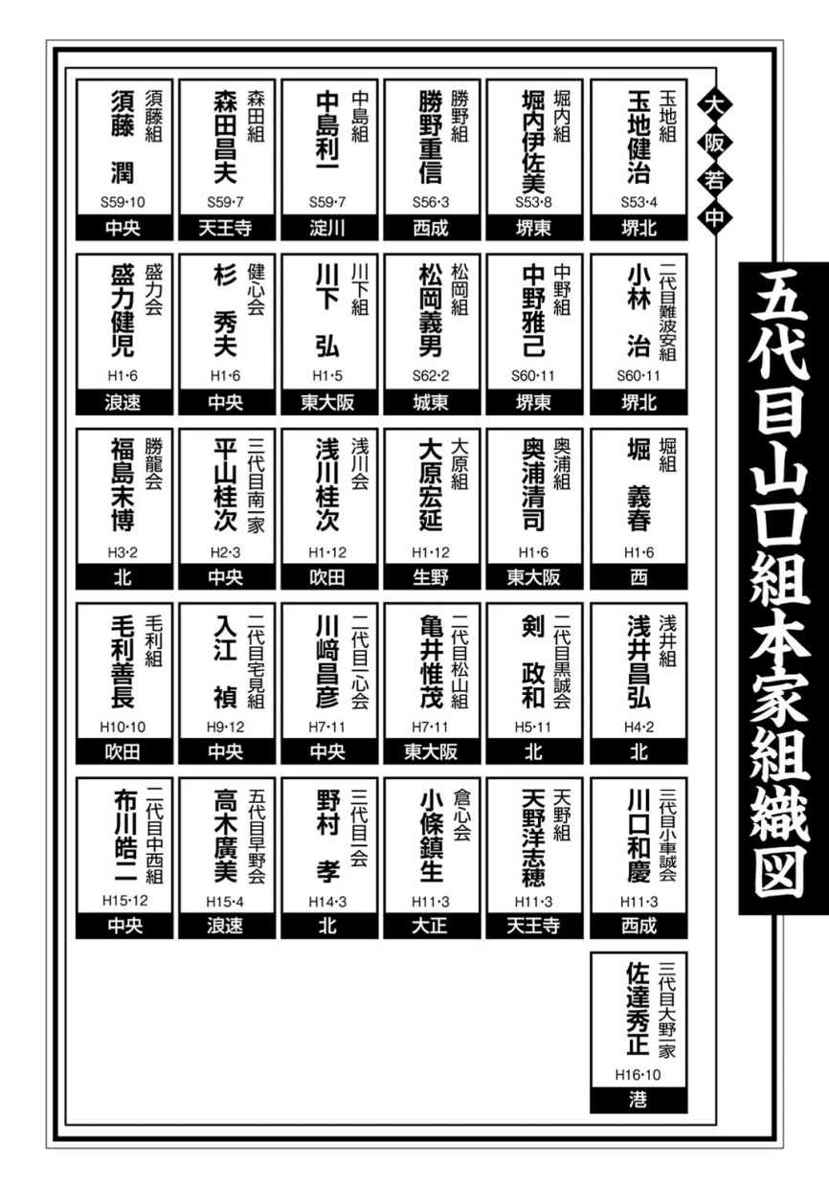 五代目山口組本家組織図
大阪若中
玉地組
玉地健治
S53・4
堺北
堀内組
堀内伊佐美
S53・8
堺東
勝野組
勝野重信
S56・3
西成
中島組
中島利一
S59・7
淀川
森田組
森田昌夫
S59・7
天王寺
須藤組
須藤 潤
S59・10
中央
二代目難波安組
小林 治
S60・11
堺北
中野組
中野雅己
S60・11
堺東
松岡組
松岡義男
S62・2
城東
川下組
川下 弘
H1・5
東大阪
健心会
杉 秀夫
H1・6
中央
盛力会
盛力健児
H1・6
浪速
堀組
堀 義春
H1・6
西
奥浦組
奥浦清司
H1・6
東大阪
大原組
大原宏延
H1・12
生野
浅川会
浅川桂次
H1・12
吹田
三代目南一家
平山桂次
H2・3
中央
勝龍会
福島末博
H3・2
北
浅井組
浅井昌弘
H4・2
北
二代目黒誠会
剣 政和
H5・11
北
二代目松山組
亀井惟茂
H7・11
東大阪
二代目一心会
川﨑昌彦
H7・11
中央
二代目宅見組
入江 禎
H9・12
中央
毛利組
毛利善長
H10・10
吹田
三代目小車誠会
川口和慶
H11・3
西成
天野組
天野洋志穂
H11・3
天王寺
倉心会
小條鎮生
H11・3
大正
三代目一会
野村 孝
H14・3
北
五代目早野会
高木廣美
H15・4
浪速
二代目中西組
布川皓二
H15・12
中央
三代目大野一家
佐達秀正
H16・10
港